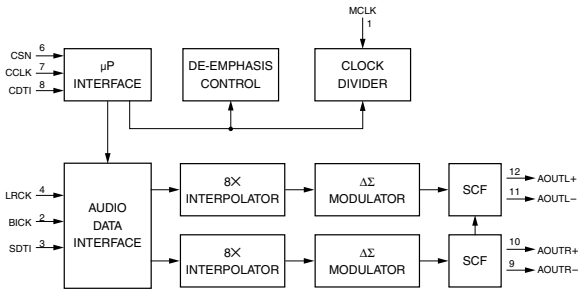 MCLK
1
CSN 6
CCLK 7
CDTI 8
µP
INTERFACE
DE-EMPHASIS
CONTROL
CLOCK
DIVIDER
LRCK 4
BICK 2
SDTI 3
AUDIO
DATA
INTERFACE
8X
INTERPOLATOR
ΔΣ
MODULATOR
SCF
12 AOUTL+
11 AOUTL–
8X
INTERPOLATOR
ΔΣ
MODULATOR
SCF
10 AOUTR+
9 AOUTR–